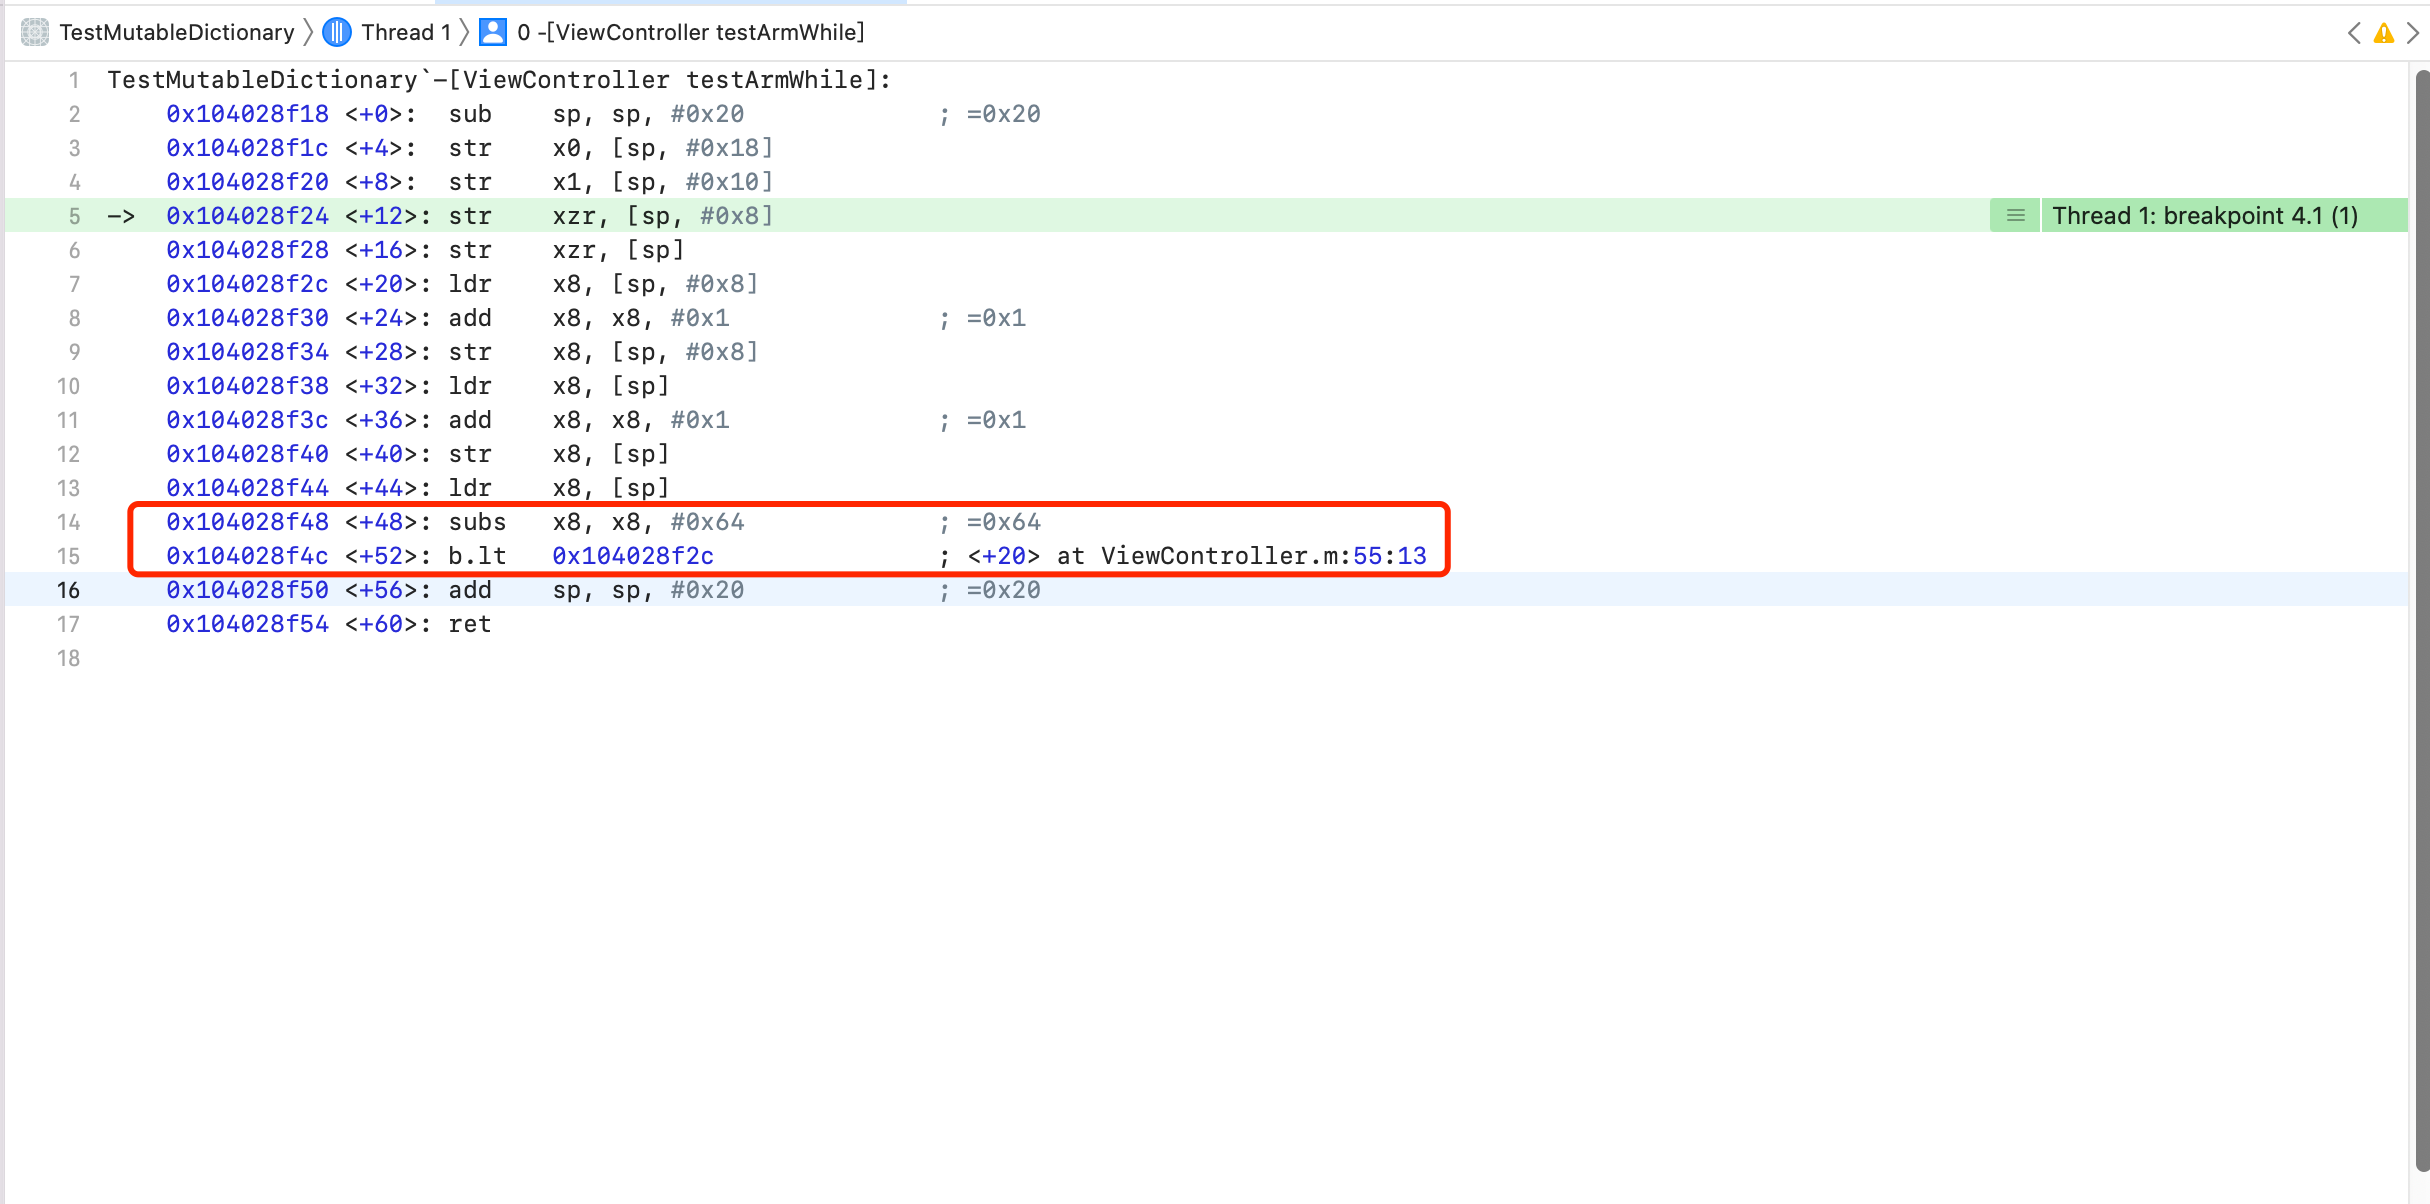 TestMutableDictionary 〉 Thread 1 〉 0 -[ViewController testArmWhile]
1 TestMutableDictionary`-[ViewController testArmWhile]:
2 0x104028f18 <+0>: sub sp, sp, #0x20 ; =0x20
3 0x104028f1c <+4>: str x0, [sp, #0x18]
4 0x104028f20 <+8>: str x1, [sp, #0x10]
5 -> 0x104028f24 <+12>: str xzr, [sp, #0x8] Thread 1: breakpoint 4.1 (1)
6 0x104028f28 <+16>: str xzr, [sp]
7 0x104028f2c <+20>: ldr x8, [sp, #0x8]
8 0x104028f30 <+24>: add x8, x8, #0x1 ; =0x1
9 0x104028f34 <+28>: str x8, [sp, #0x8]
10 0x104028f38 <+32>: ldr x8, [sp]
11 0x104028f3c <+36>: add x8, x8, #0x1 ; =0x1
12 0x104028f40 <+40>: str x8, [sp]
13 0x104028f44 <+44>: ldr x8, [sp]
14 0x104028f48 <+48>: subs x8, x8, #0x64 ; =0x64
15 0x104028f4c <+52>: b.lt 0x104028f2c ; <+20> at ViewController.m:55:13
16 0x104028f50 <+56>: add sp, sp, #0x20 ; =0x20
17 0x104028f54 <+60>: ret
18